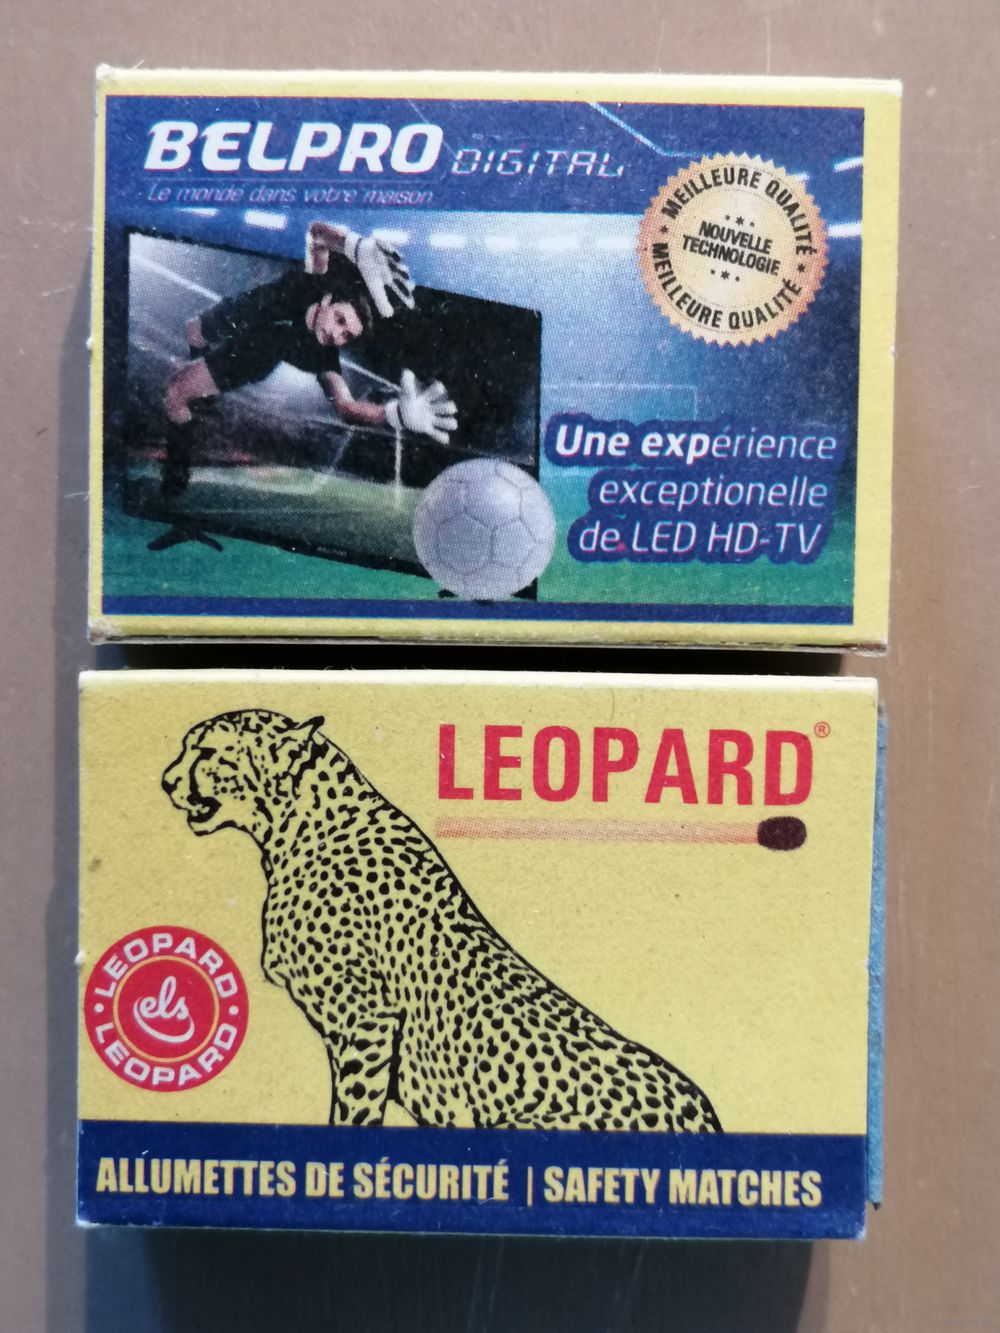 BELPRO DIGITAL
Le monde dans votre maison
MEILLEURE QUALITÉ
NOUVELLE
TECHNOLOGIE
MEILLEURE QUALITÉ
Une expérience
exceptionelle
de LED HD-TV
LEOPARD®
LEOPARD
els
LEOPARD
ALLUMETTES DE SÉCURITÉ | SAFETY MATCHES